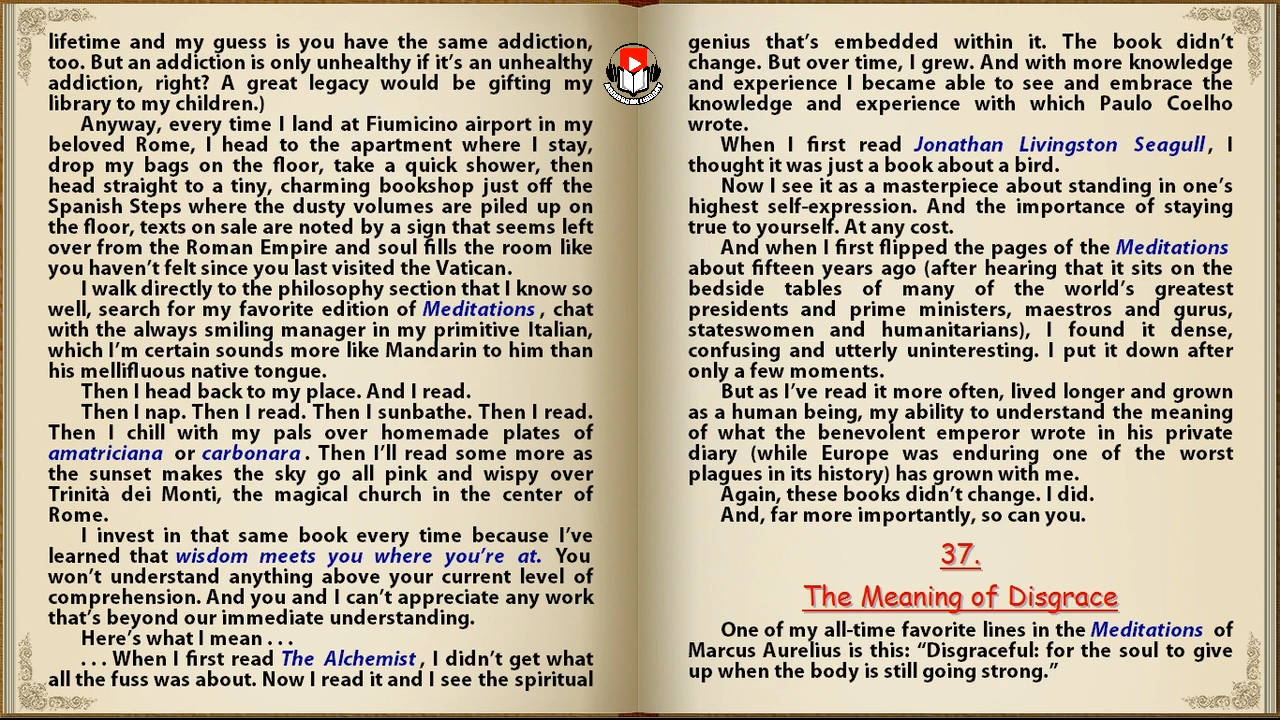 lifetime and my guess is you have the same addiction,
too. But an addiction is only unhealthy if it's an unhealthy
addiction, right? A great legacy would be gifting my
library to my children.)
Anyway, every time I land at Fiumicino airport in my
beloved Rome, I head to the apartment where I stay,
drop my bags on the floor, take a quick shower, then
head straight to a tiny, charming bookshop just off the
Spanish Steps where the dusty volumes are piled up on
the floor, texts on sale are noted by a sign that seems left
over from the Roman Empire and soul fills the room like
you haven't felt since you last visited the Vatican.
I walk directly to the philosophy section that I know so
well, search for my favorite edition of Meditations , chat
with the always smiling manager in my primitive Italian,
which I'm certain sounds more like Mandarin to him than
his mellifluous native tongue.
Then I head back to my place. And I read.
Then I nap. Then I read. Then I sunbathe. Then I read.
Then I chill with my pals over homemade plates of
amatriciana or carbonara . Then I'll read some more as
the sunset makes the sky go all pink and wispy over
Trinità dei Monti, the magical church in the center of
Rome.
I invest in that same book every time because I've
learned that wisdom meets you where you're at. You
won't understand anything above your current level of
comprehension. And you and I can't appreciate any work
that's beyond our immediate understanding.
Here's what I mean . . .
. . . When I first read The Alchemist , I didn't get what
all the fuss was about. Now I read it and I see the spiritual
genius that's embedded within it. The book didn't
change. But over time, I grew. And with more knowledge
and experience I became able to see and embrace the
knowledge and experience with which Paulo Coelho
wrote.
When I first read Jonathan Livingston Seagull , I
thought it was just a book about a bird.
Now I see it as a masterpiece about standing in one's
highest self-expression. And the importance of staying
true to yourself. At any cost.
And when I first flipped the pages of the Meditations
about fifteen years ago (after hearing that it sits on the
bedside tables of many of the world's greatest
presidents and prime ministers, maestros and gurus,
stateswomen and humanitarians), I found it dense,
confusing and utterly uninteresting. I put it down after
only a few moments.
But as I've read it more often, lived longer and grown
as a human being, my ability to understand the meaning
of what the benevolent emperor wrote in his private
diary (while Europe was enduring one of the worst
plagues in its history) has grown with me.
Again, these books didn't change. I did.
And, far more importantly, so can you.
37.
The Meaning of Disgrace
One of my all-time favorite lines in the Meditations of
Marcus Aurelius is this: “Disgraceful: for the soul to give
up when the body is still going strong.”